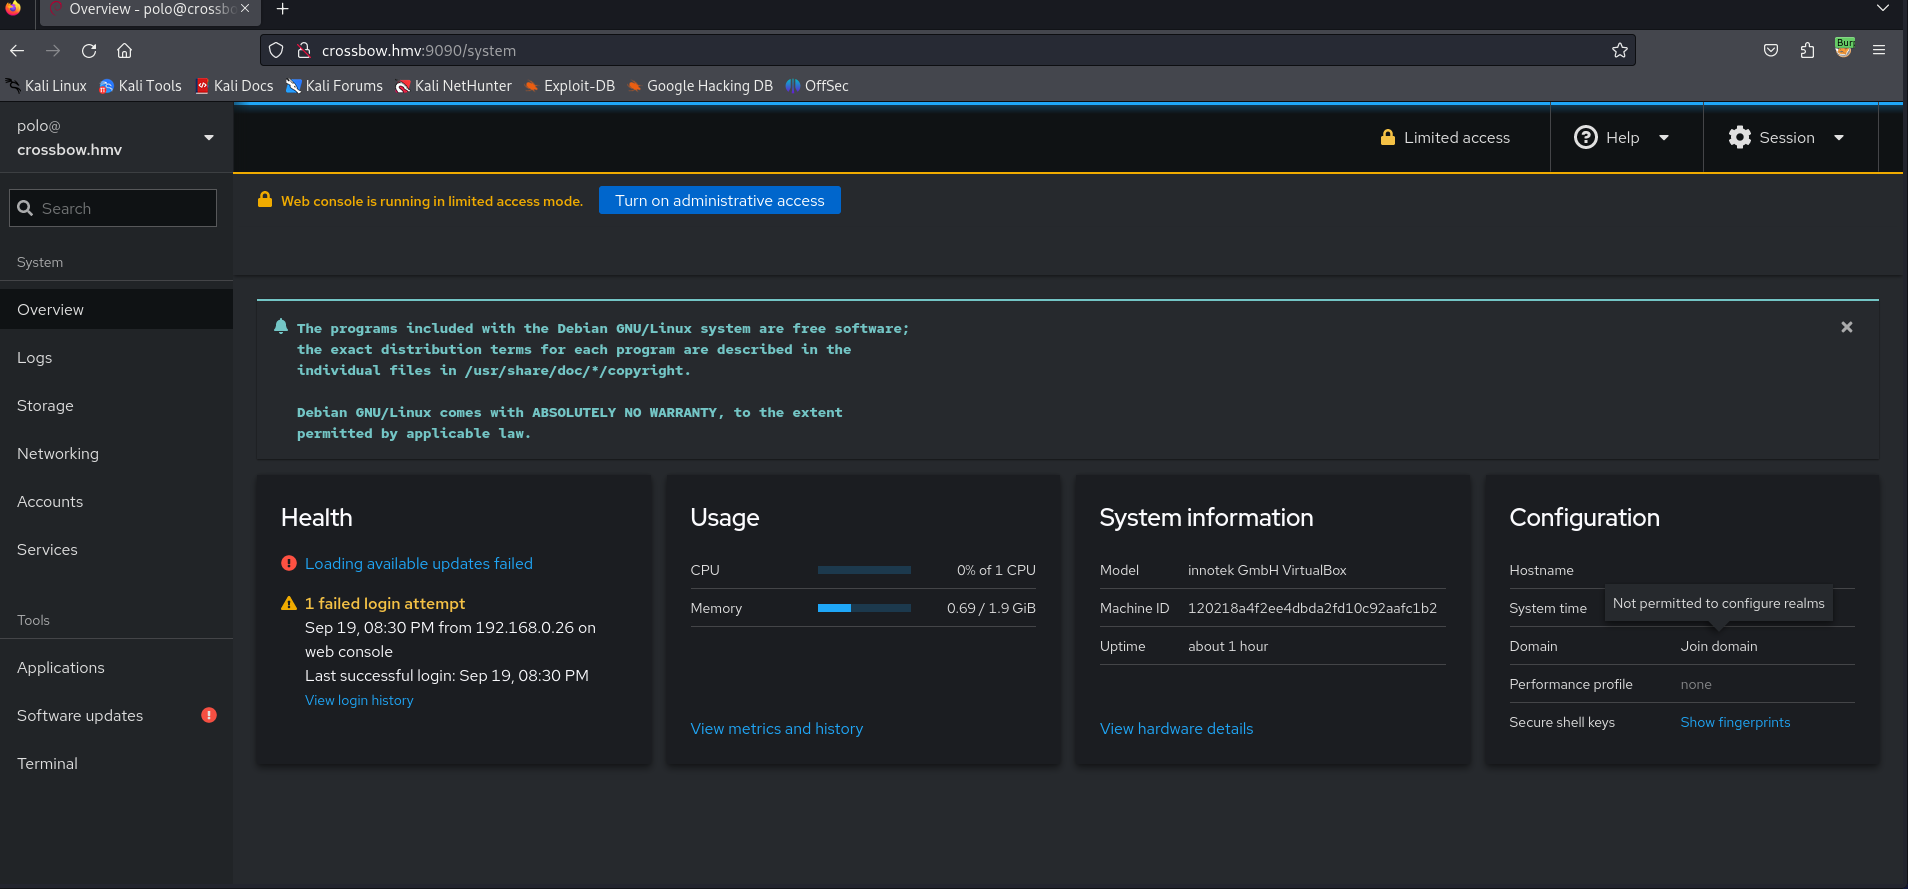 Overview - polo@crossbo
crossbow.hmv:9090/system
Kali Linux
Kali Tools
Kali Docs
Kali Forums
Kali NetHunter
Exploit-DB
Google Hacking DB
OffSec
Bur
polo@
crossbow.hmv
Limited access
Help
Session
Web console is running in limited access mode.
Turn on administrative access
Search
System
Overview
Logs
Storage
Networking
Accounts
Services
Tools
Applications
Software updates
Terminal
The programs included with the Debian GNU/Linux system are free software;
the exact distribution terms for each program are described in the
individual files in /usr/share/doc/*/copyright.
Debian GNU/Linux comes with ABSOLUTELY NO WARRANTY, to the extent
permitted by applicable law.
Health
Loading available updates failed
1 failed login attempt
Sep 19, 08:30 PM from 192.168.0.26 on
web console
Last successful login: Sep 19, 08:30 PM
View login history
Usage
CPU 0% of 1 CPU
Memory 0.69 / 1.9 GiB
View metrics and history
System information
Model innotek GmbH VirtualBox
Machine ID 120218a4f2ee4dbda2fd10c92aafc1b2
Uptime about 1 hour
View hardware details
Configuration
Hostname
System time
Not permitted to configure realms
Domain Join domain
Performance profile none
Secure shell keys Show fingerprints